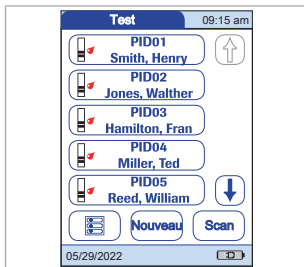 Test
09:15 am
PID01
Smith, Henry
PID02
Jones, Walther
PID03
Hamilton, Fran
PID04
Miller, Ted
PID05
Reed, William
Nouveau
Scan
05/29/2022